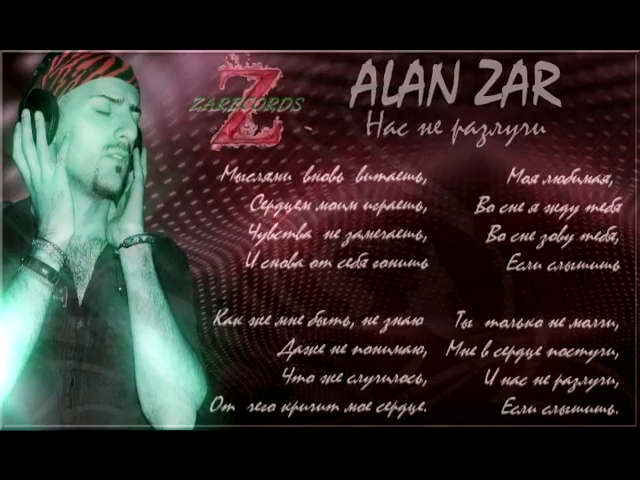 ZARECORDS
ALAN ZAR
Нас не разлучи
Мыслями вновь витаешь,
Сердцем моим играешь,
Чувства не замечаешь,
И снова от себя гонишь
Как же мне быть, не знаю
Даже не понимаю,
Что же случилось,
От чего кричит мое сердце.
Моя любимая,
Во сне я жду тебя
Во сне зову тебя,
Если слышишь
Ты только не молчи,
Мне в сердце постучи,
И нас не разлучи,
Если слышишь.